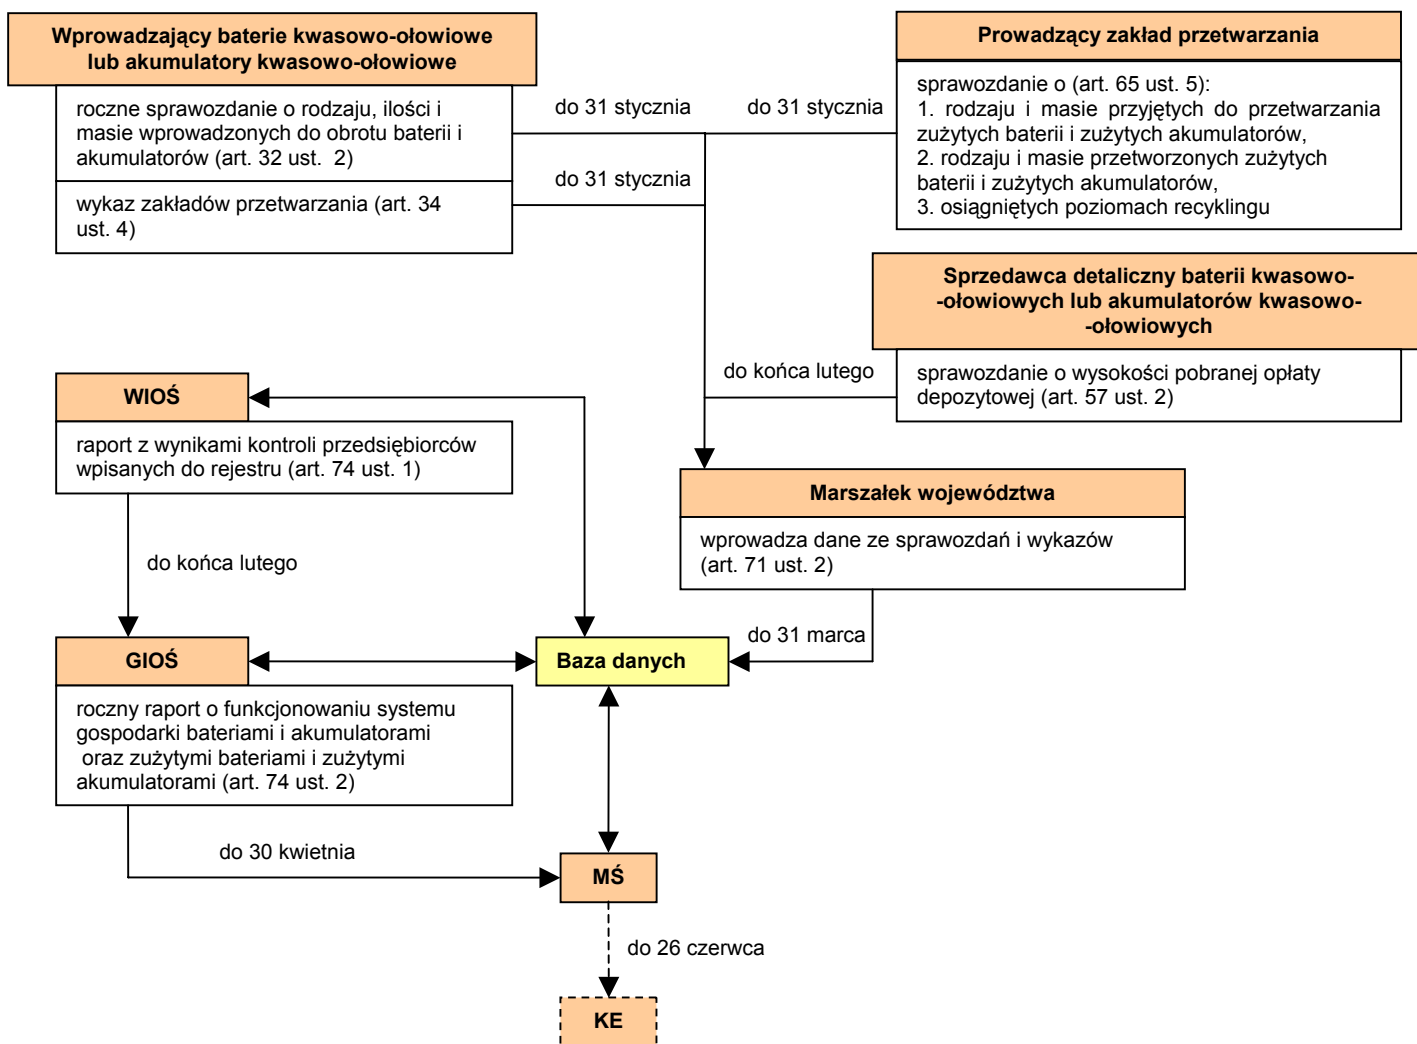 Wprowadzający baterie kwasowo-ołowiowe
lub akumulatory kwasowo-ołowiowe
roczne sprawozdanie o rodzaju, ilości i
masie wprowadzonych do obrotu baterii i
akumulatorów (art. 32 ust. 2)
wykaz zakładów przetwarzania (art. 34
ust. 4)
do 31 stycznia
do 31 stycznia
do 31 stycznia
Prowadzący zakład przetwarzania
sprawozdanie o (art. 65 ust. 5):
1. rodzaju i masie przyjętych do przetwarzania
zużytych baterii i zużytych akumulatorów,
2. rodzaju i masie przetworzonych zużytych
baterii i zużytych akumulatorów,
3. osiągniętych poziomach recyklingu
Sprzedawca detaliczny baterii kwasowo-
-ołowiowych lub akumulatorów kwasowo-
-ołowiowych
do końca lutego
sprawozdanie o wysokości pobranej opłaty
depozytowej (art. 57 ust. 2)
WIOŚ
raport z wynikami kontroli przedsiębiorców
wpisanych do rejestru (art. 74 ust. 1)
Marszałek województwa
wprowadza dane ze sprawozdań i wykazów
(art. 71 ust. 2)
do końca lutego
do 31 marca
GIOŚ
Baza danych
roczny raport o funkcjonowaniu systemu
gospodarki bateriami i akumulatorami
oraz zużytymi bateriami i zużytymi
akumulatorami (art. 74 ust. 2)
do 30 kwietnia
MŚ
do 26 czerwca
KE